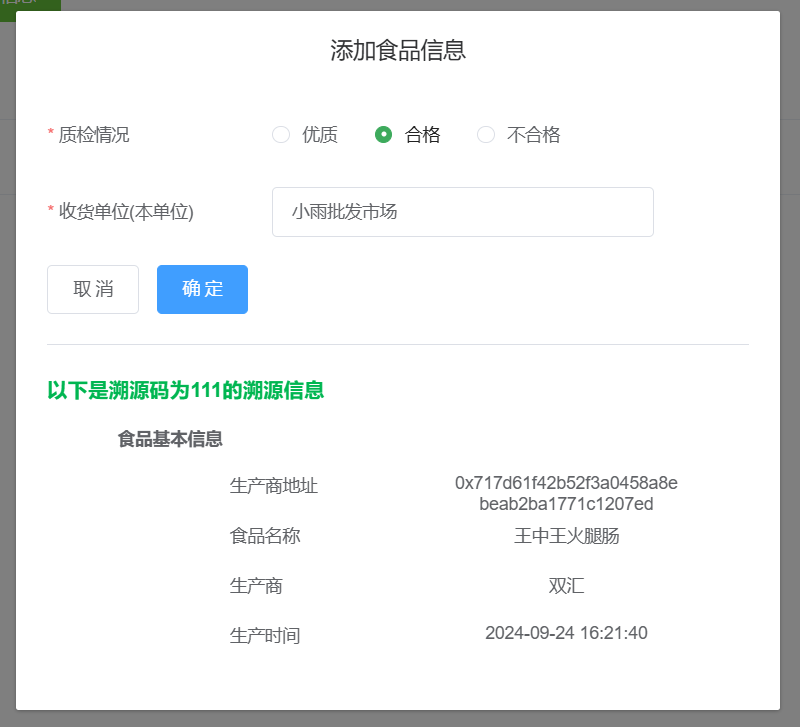 添加食品信息
* 质检情况 优质 合格 不合格
* 收货单位(本单位) 小雨批发市场
取消 确定
以下是溯源码为111的溯源信息
食品基本信息
生产商地址 0x717d61f42b52f3a0458a8e
beab2ba1771c1207ed
食品名称 王中王火腿肠
生产商 双汇
生产时间 2024-09-24 16:21:40